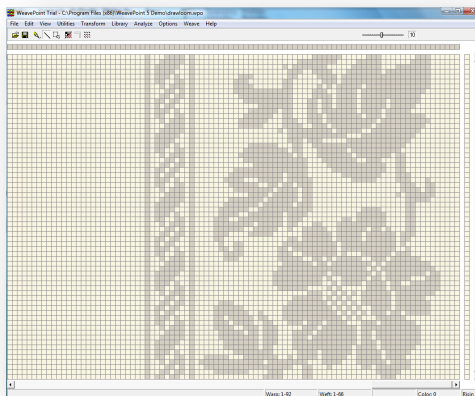 WeavePoint Trial - C:\Program Files (x86)\WeavePoint 5 Demo\drawloom.wpo
File Edit View Utilities Transform Library Analyze Options Weave Help
10
Warp: 1-92 Weft: 1-66 Color: 0 Risin